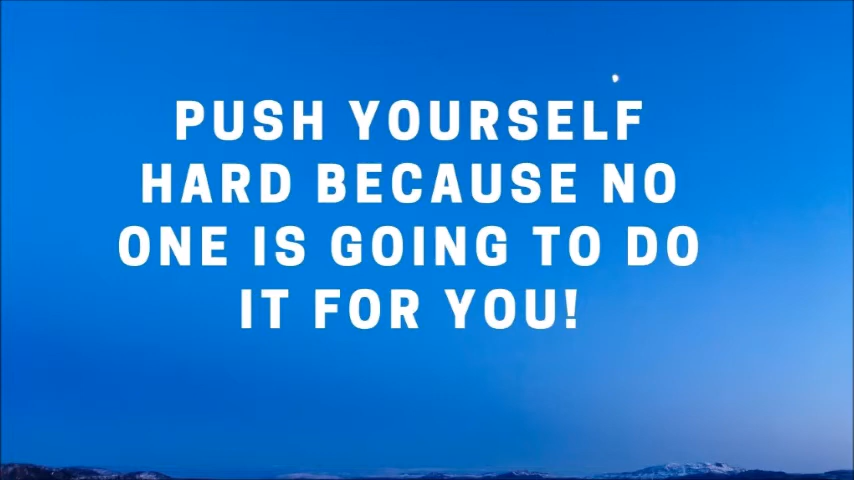 PUSH YOURSELF
HARD BECAUSE NO
ONE IS GOING TO DO
IT FOR YOU!